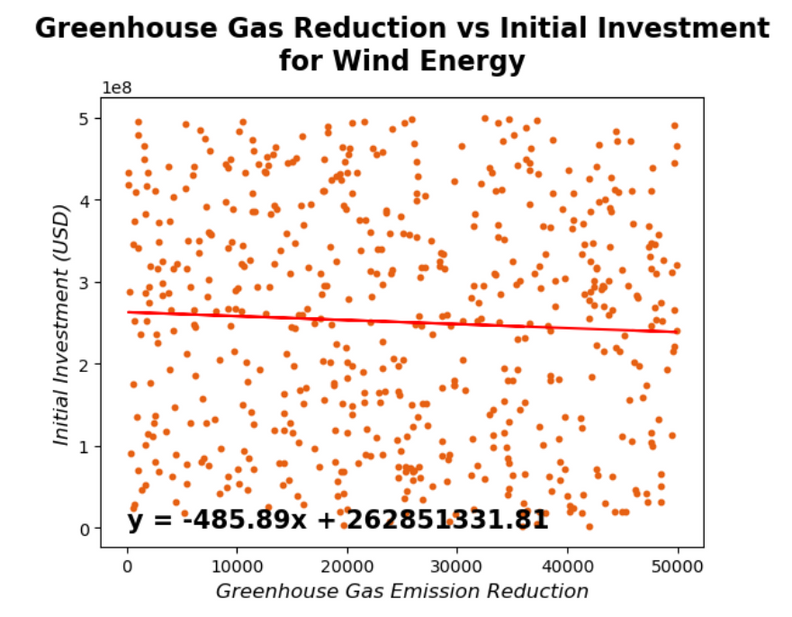 Greenhouse Gas Reduction vs Initial Investment
for Wind Energy
1e8
5
4
3
2
1
0
Initial Investment (USD)
y = -485.89x + 262851331.81
0 10000 20000 30000 40000 50000
Greenhouse Gas Emission Reduction